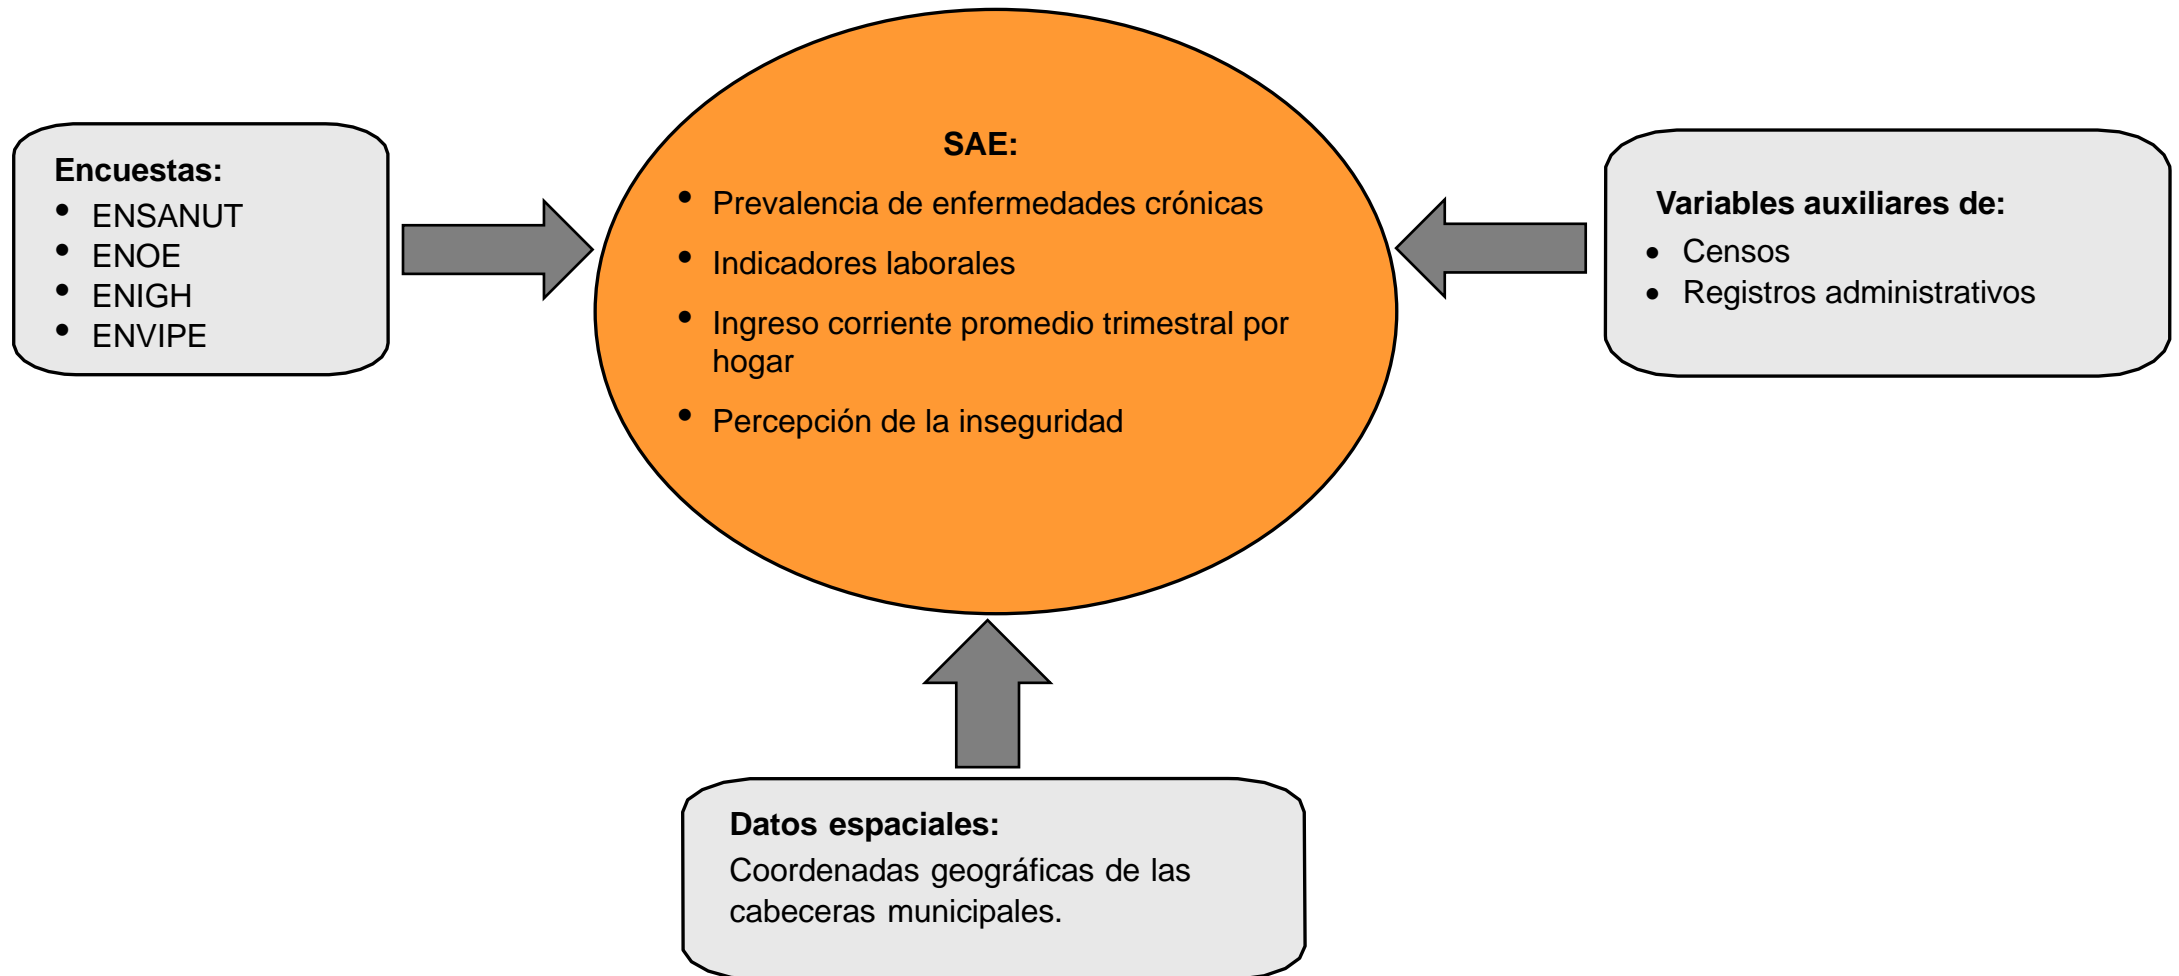 Encuestas:
• ENSANUT
• ENOE
• ENIGH
• ENVIPE
SAE:
• Prevalencia de enfermedades crónicas
• Indicadores laborales
• Ingreso corriente promedio trimestral por
hogar
• Percepción de la inseguridad
Variables auxiliares de:
• Censos
• Registros administrativos
Datos espaciales:
Coordenadas geográficas de las
cabeceras municipales.